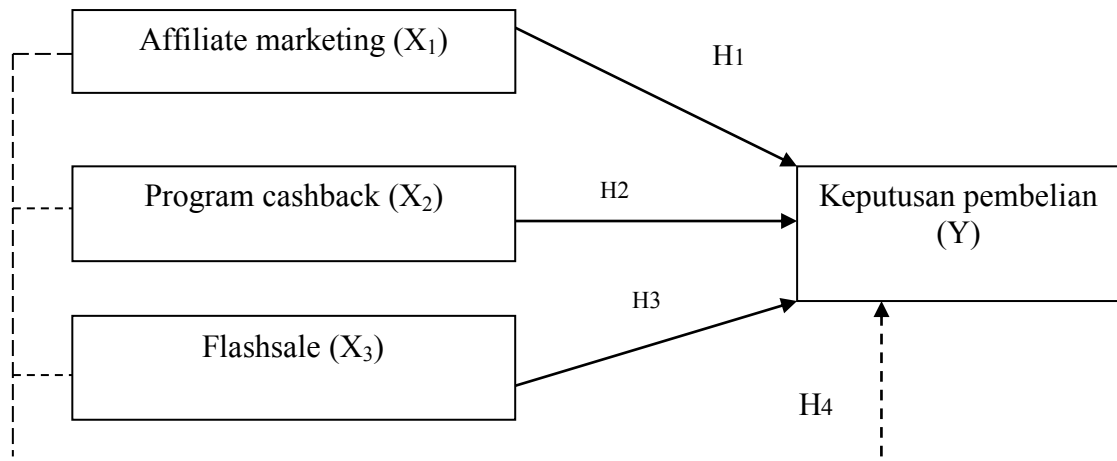 Affiliate marketing (X₁)
H1
Program cashback (X₂)
H2
Keputusan pembelian
(Y)
H3
Flashsale (X₃)
H4